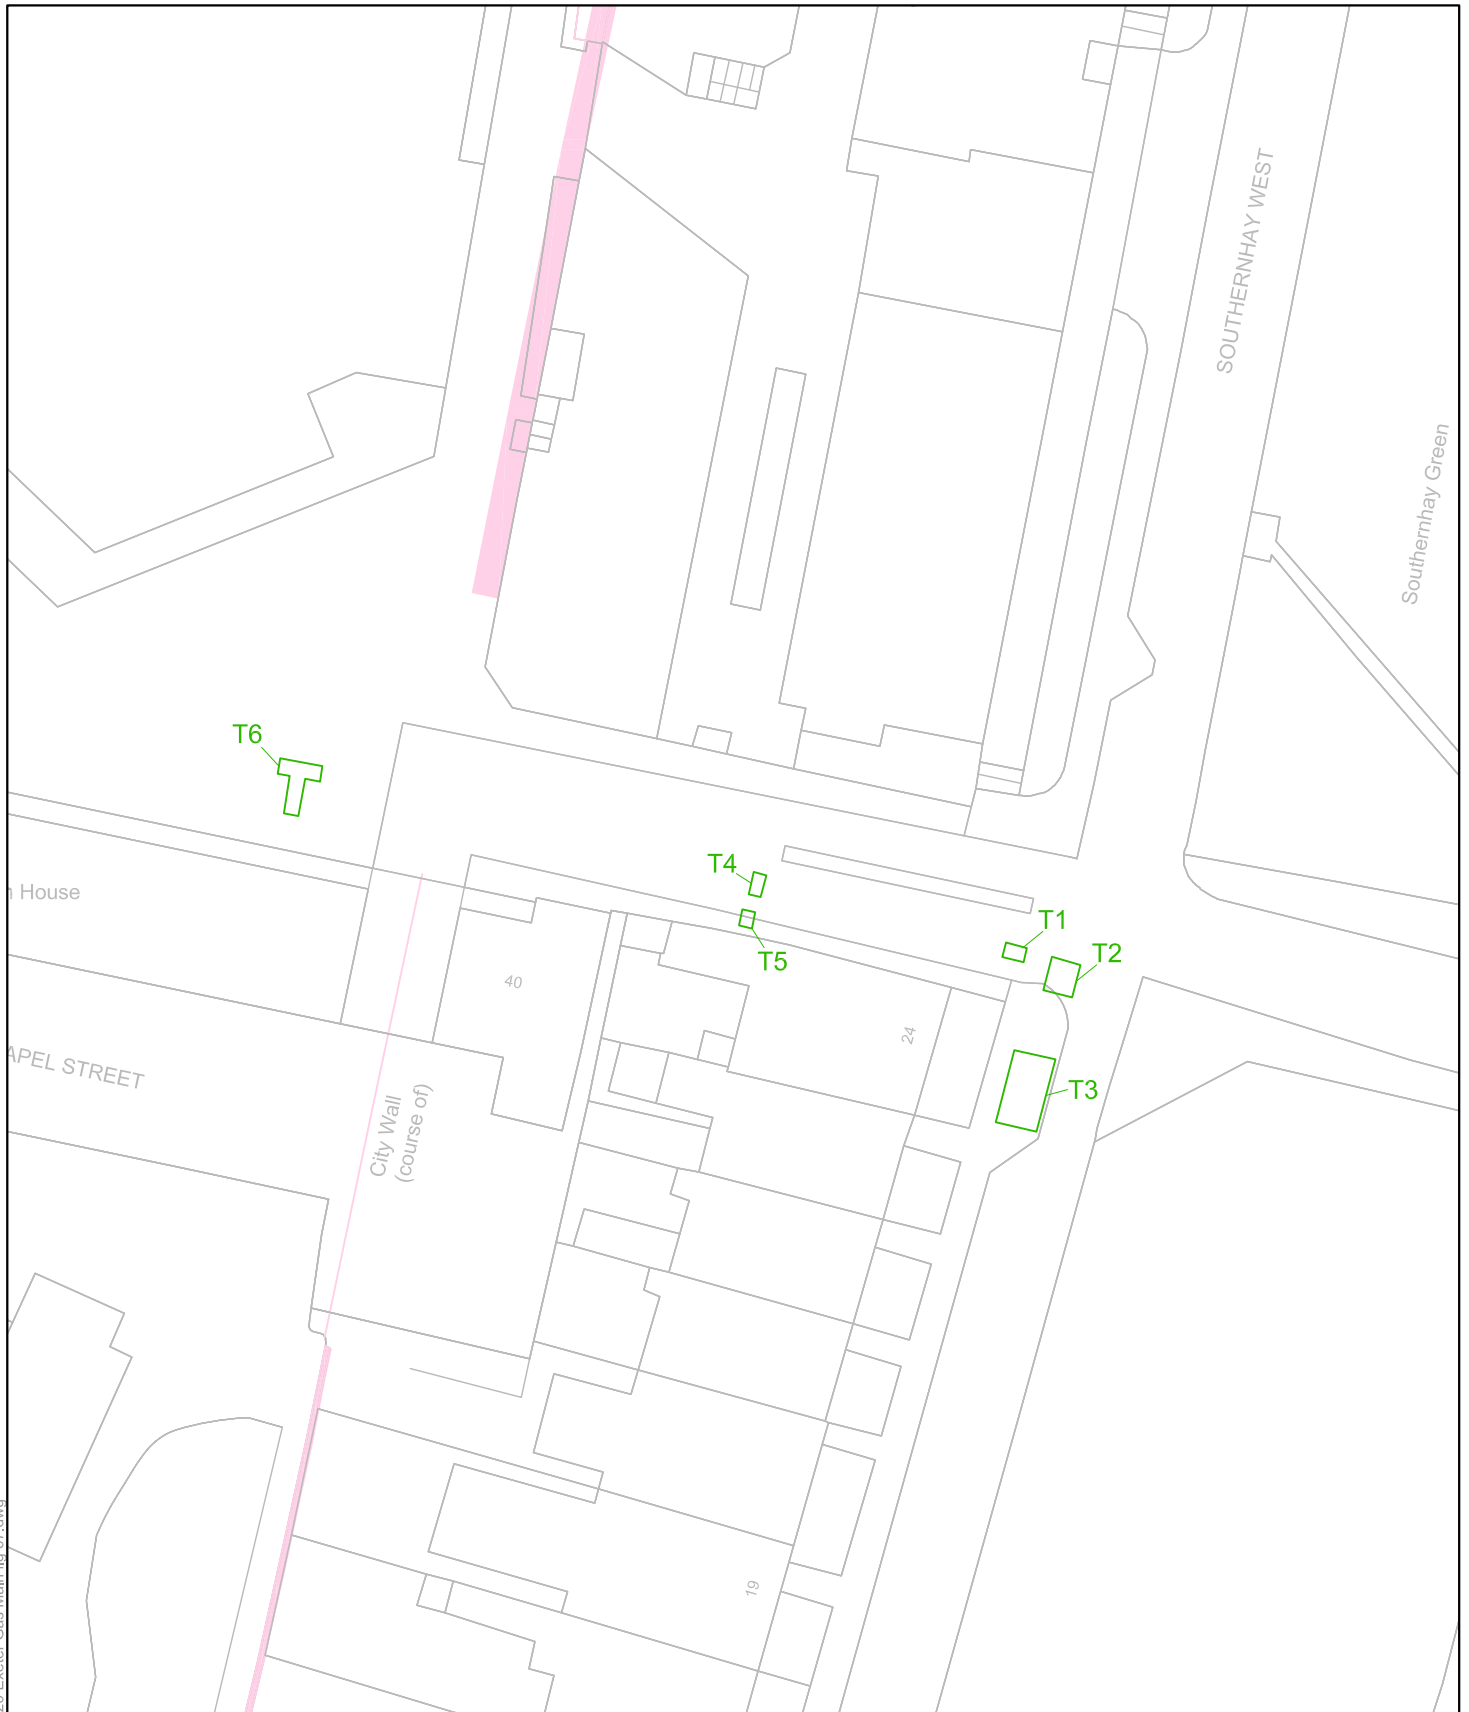 SOUTHERNHAY WEST
Southernhay Green
T6
T4
House
T1
T5
T2
40
24
APEL STREET
T3
City Wall
(course of)
19